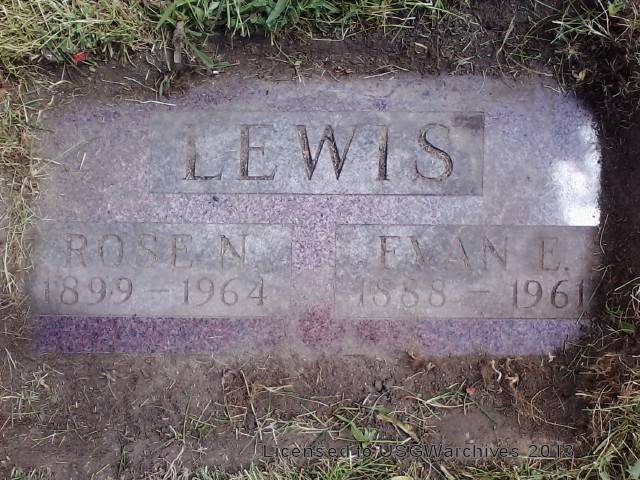 LEWIS
ROSE N.
1899 – 1964
EVAN E.
1888 – 1961
Licensed to USGWarchives 2013